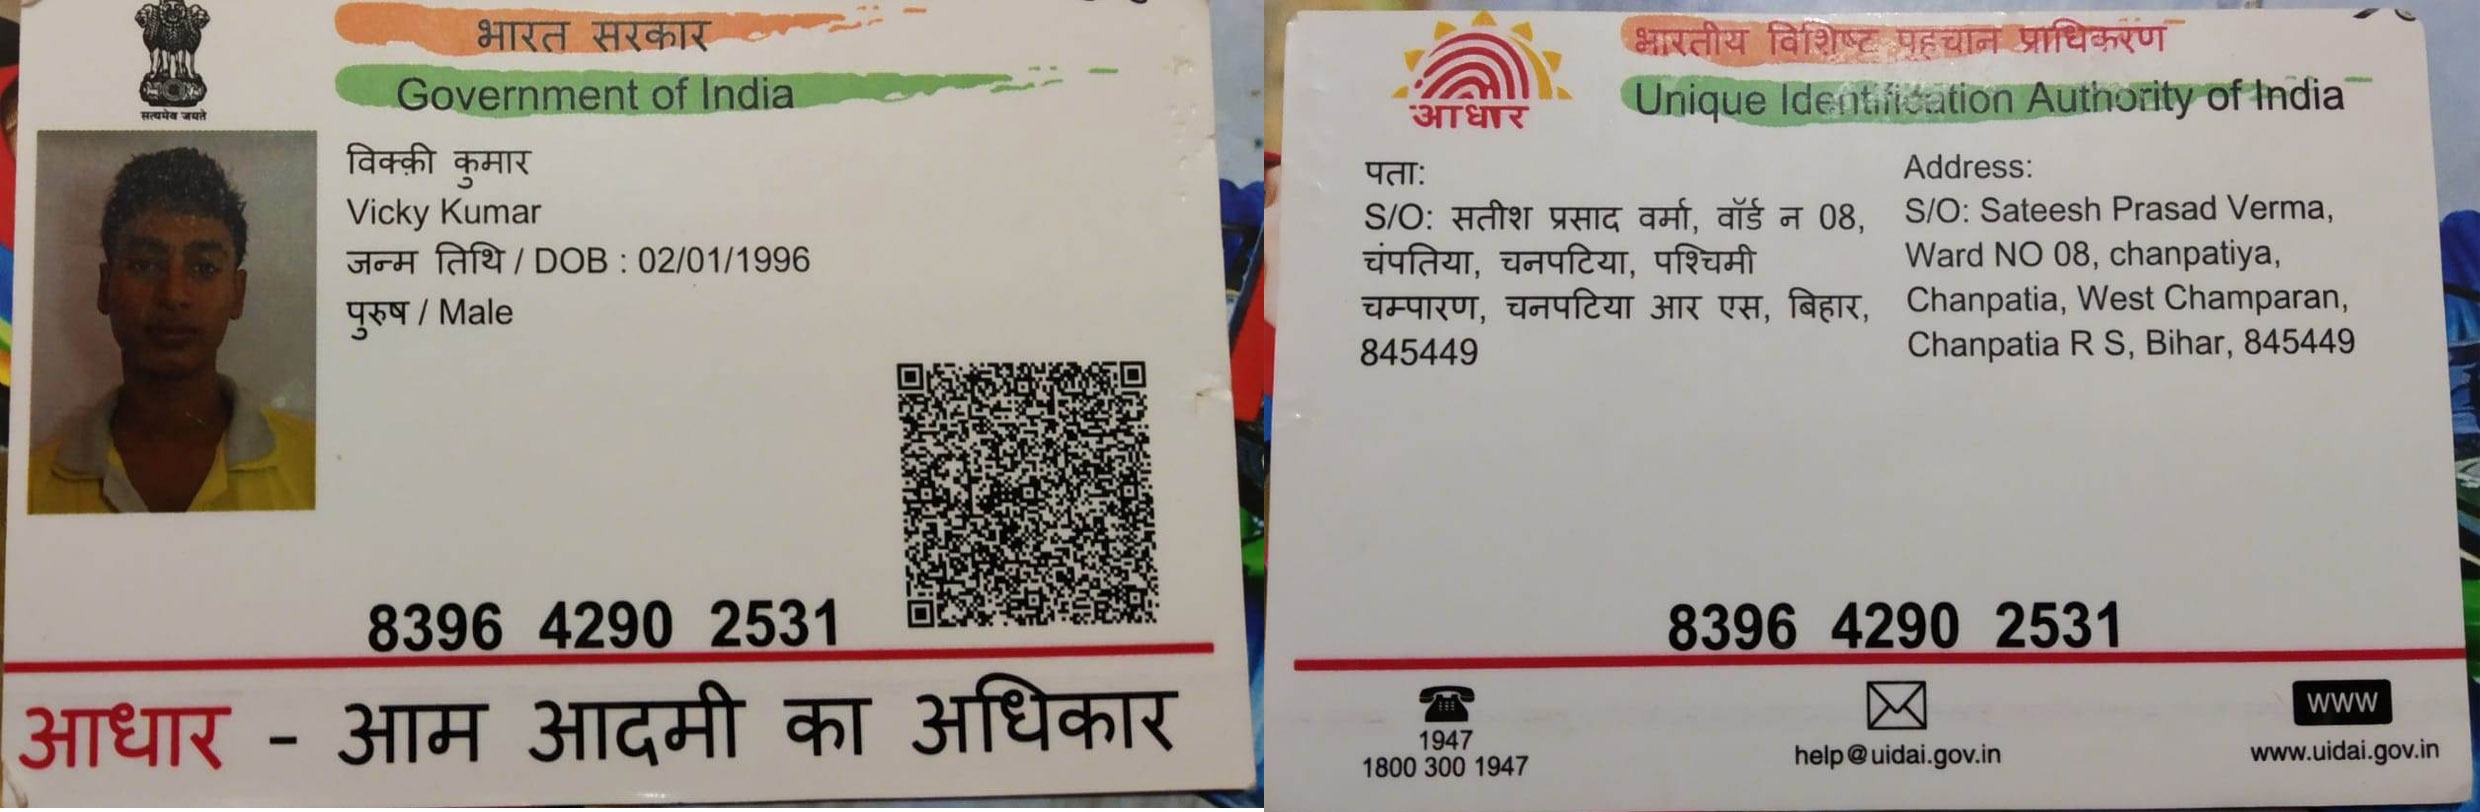 भारत सरकार
Government of India
सत्यमेव जयते
विक्की कुमार
Vicky Kumar
जन्म तिथि / DOB : 02/01/1996
पुरुष / Male
8396 4290 2531
आधार - आम आदमी का अधिकार
भारतीय विशिष्ट पहचान प्राधिकरण
Unique Identification Authority of India
आधार
पता:
S/O: सतीश प्रसाद वर्मा, वॉर्ड न 08,
चंपतिया, चनपटिया, पश्चिमी
चम्पारण, चनपटिया आर एस, बिहार,
845449
Address:
S/O: Sateesh Prasad Verma,
Ward NO 08, chanpatiya,
Chanpatia, West Champaran,
Chanpatia R S, Bihar, 845449
8396 4290 2531
1947
1800 300 1947
help@uidai.gov.in
www
www.uidai.gov.in